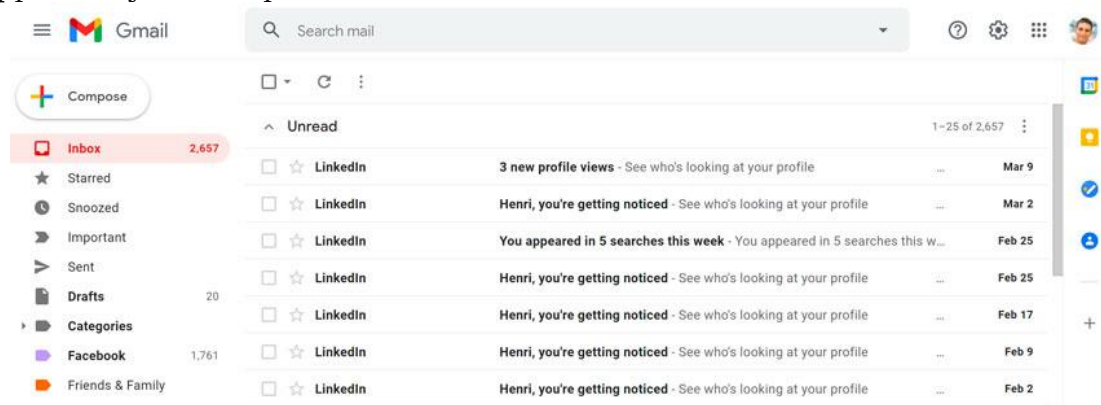 Gmail
Search mail
Compose
Unread
1-25 of 2,657
Inbox 2,657
LinkedIn 3 new profile views - See who's looking at your profile ... Mar 9
Starred
Snoozed
LinkedIn Henri, you're getting noticed - See who's looking at your profile ... Mar 2
Important
LinkedIn You appeared in 5 searches this week - You appeared in 5 searches this w... Feb 25
Sent
LinkedIn Henri, you're getting noticed - See who's looking at your profile ... Feb 25
Drafts 20
LinkedIn Henri, you're getting noticed - See who's looking at your profile ... Feb 17
Categories
Facebook 1,761
LinkedIn Henri, you're getting noticed - See who's looking at your profile ... Feb 9
Friends & Family
LinkedIn Henri, you're getting noticed - See who's looking at your profile ... Feb 2
31